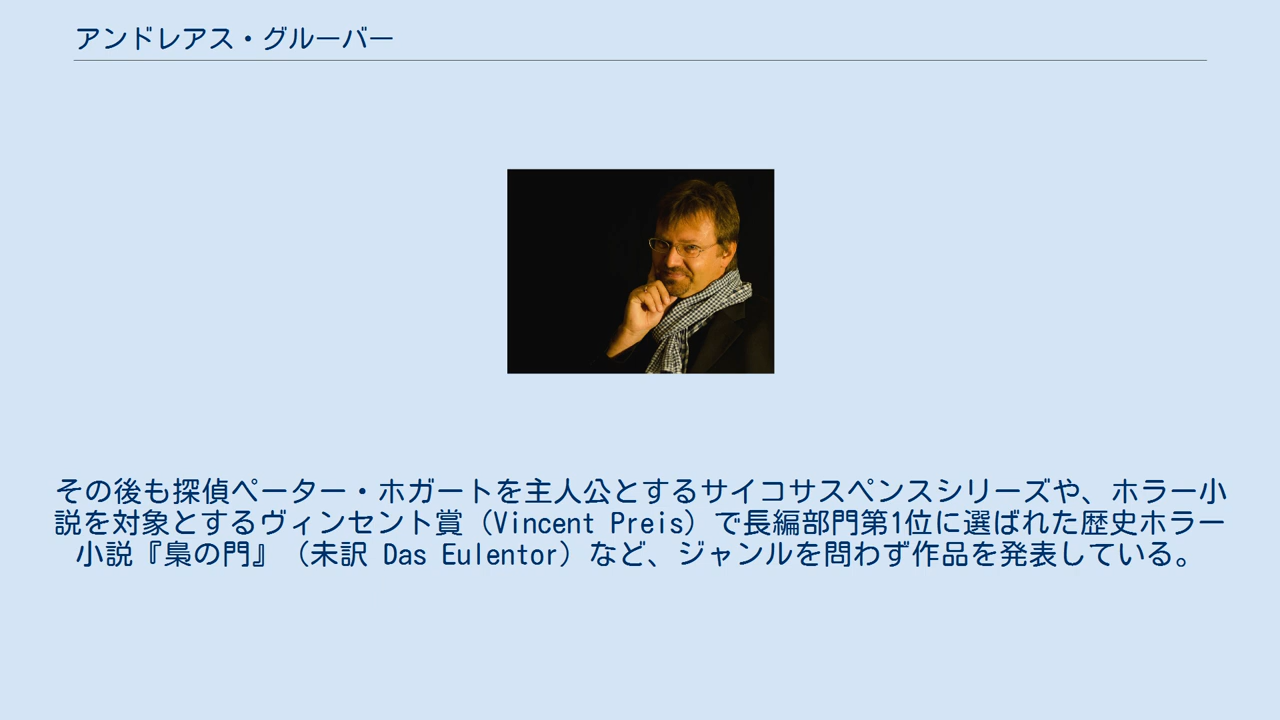 アンドレアス・グルーバー
その後も探偵ペーター・ホガートを主人公とするサイコサスペンスシリーズや、ホラー小
説を対象とするヴィンセント賞（Vincent Preis）で長編部門第1位に選ばれた歴史ホラー
小説『梟の門』（未訳 Das Eulentor）など、ジャンルを問わず作品を発表している。